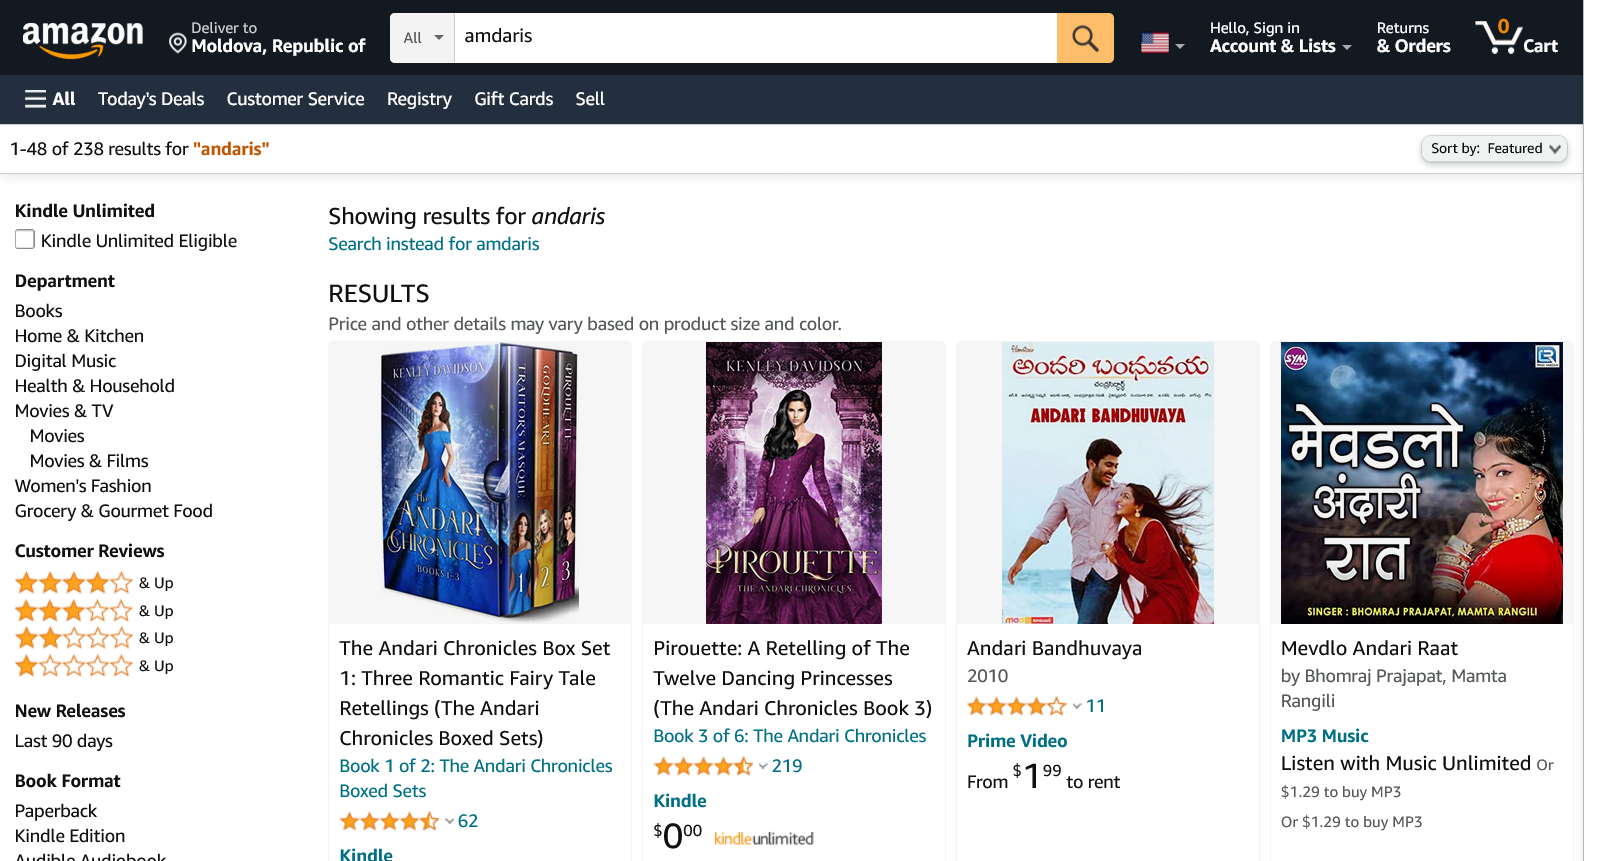 amazon
Deliver to
Moldova, Republic of
All
amdaris
Hello, Sign in
Account & Lists
Returns
& Orders
0
Cart
All
Today's Deals
Customer Service
Registry
Gift Cards
Sell
1-48 of 238 results for "andaris"
Sort by: Featured
Kindle Unlimited
Kindle Unlimited Eligible
Department
Books
Home & Kitchen
Digital Music
Health & Household
Movies & TV
Movies
Movies & Films
Women's Fashion
Grocery & Gourmet Food
Customer Reviews
& Up
& Up
& Up
& Up
New Releases
Last 90 days
Book Format
Paperback
Kindle Edition
Audible Audiobook
Showing results for andaris
Search instead for amdaris
RESULTS
Price and other details may vary based on product size and color.
KENLEY DAVIDSON
The
ANDARI
CHRONICLES
BOOKS 1-3
TRAITOR'S MASQUE
1
GOLDHEART
2
PIROUETTE
3
The Andari Chronicles Box Set
1: Three Romantic Fairy Tale
Retellings (The Andari
Chronicles Boxed Sets)
Book 1 of 2: The Andari Chronicles
Boxed Sets
62
Kindle
KENLEY DAVIDSON
PIROUETTE
THE ANDARI CHRONICLES
Pirouette: A Retelling of The
Twelve Dancing Princesses
(The Andari Chronicles Book 3)
Book 3 of 6: The Andari Chronicles
219
Kindle
$0.00 kindleunlimited
అందరి బంధువయ
చంద్రసిద్ధార్థ
ANDARI BANDHUVAYA
Andari Bandhuvaya
2010
11
Prime Video
From $1.99 to rent
SYM
मेवडलो
अंदारी
रात
SINGER : BHOMRAJ PRAJAPAT, MAMTA RANGILI
Mevdlo Andari Raat
by Bhomraj Prajapat, Mamta
Rangili
MP3 Music
Listen with Music Unlimited Or
$1.29 to buy MP3
Or $1.29 to buy MP3